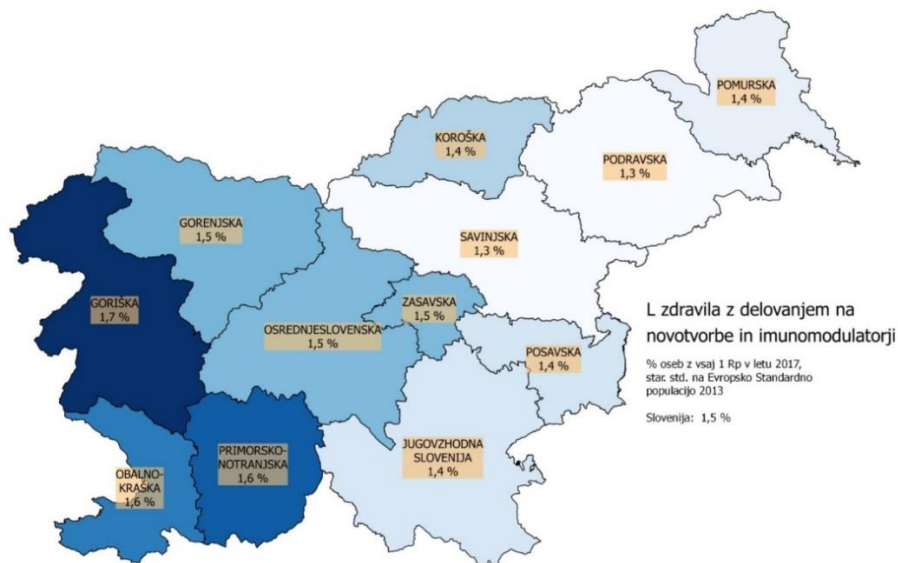 POMURSKA
1,4 %
KOROŠKA
1,4 %
PODRAVSKA
1,3 %
GORENJSKA
1,5 %
SAVINJSKA
1,3 %
GORIŠKA
1,7 %
ZASAVSKA
1,5 %
OSREDNJESLOVENSKA
1,5 %
POSAVSKA
1,4 %
L zdravila z delovanjem na
novotvorbe in imunomodulatorji
% oseb z vsaj 1 Rp v letu 2017,
star. std. na Evropsko Standardno
populacijo 2013
Slovenija: 1,5 %
JUGOVZHODNA
SLOVENIJA
1,4 %
PRIMORSKO-
NOTRANJSKA
1,6 %
OBALNO-
KRAŠKA
1,6 %